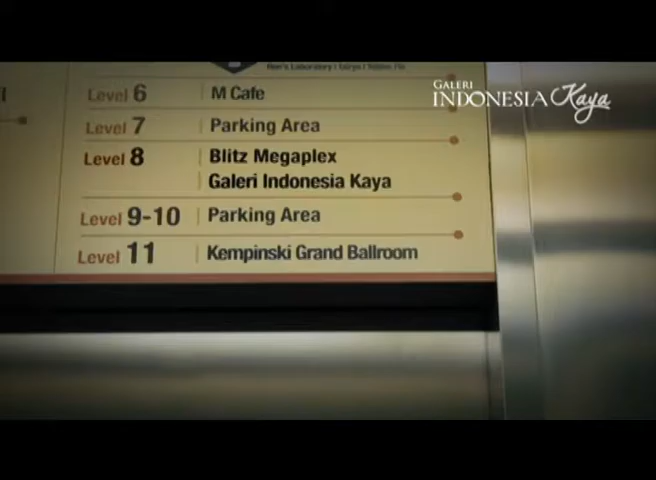 GALERI
INDONESIA Kaya
Level 6 M Cafe
Level 7 Parking Area
Level 8 Blitz Megaplex
Galeri Indonesia Kaya
Level 9-10 Parking Area
Level 11 Kempinski Grand Ballroom